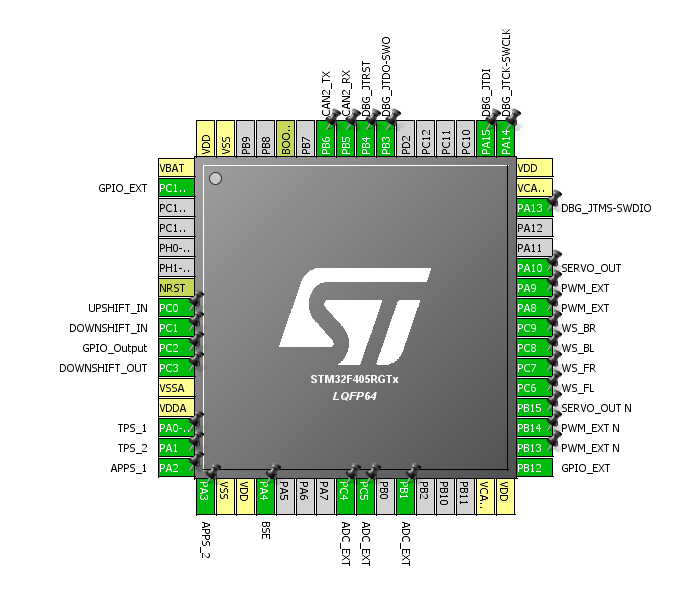 CAN2_TX
CAN2_RX
DBG_JTRST
DBG_JTDO-SWO
DBG_JTDI
DBG_JTCK-SWCLK
VDD
VSS
PB9
PB8
BOO..
PB7
PB6
PB5
PB4
PB3
PD2
PC12
PC11
PC10
PA15
PA14
VBAT
GPIO_EXT PC1..
PC1..
PC1..
PH0-..
PH1-..
NRST
UPSHIFT_IN PC0
DOWNSHIFT_IN PC1
GPIO_Output PC2
DOWNSHIFT_OUT PC3
VSSA
VDDA
TPS_1 PA0-..
TPS_2 PA1
APPS_1 PA2
ST
STM32F405RGTx
LQFP64
VDD
VCA..
PA13 DBG_JTMS-SWDIO
PA12
PA11
PA10 SERVO_OUT
PA9 PWM_EXT
PA8 PWM_EXT
PC9 WS_BR
PC8 WS_BL
PC7 WS_FR
PC6 WS_FL
PB15 SERVO_OUT N
PB14 PWM_EXT N
PB13 PWM_EXT N
PB12 GPIO_EXT
PA3
VSS
VDD
PA4
PA5
PA6
PA7
PC4
PC5
PB0
PB1
PB2
PB10
PB11
VCA..
VDD
APPS_2
BSE
ADC_EXT
ADC_EXT
ADC_EXT